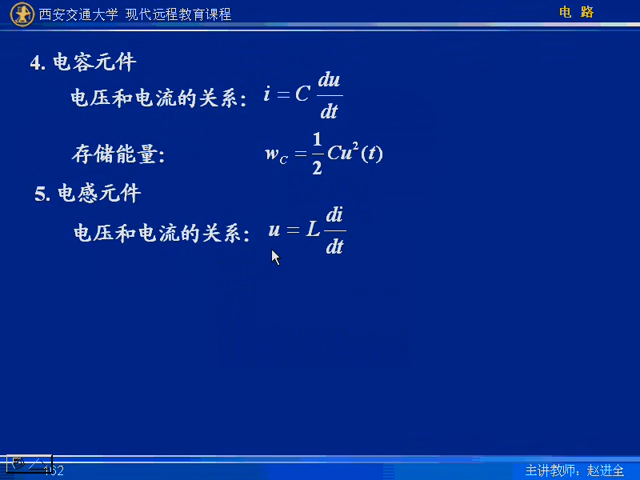 西安交通大学 现代远程教育课程
电 路
4. 电容元件
电压和电流的关系: i = C du/dt
存储能量: w_C = 1/2 Cu²(t)
5. 电感元件
电压和电流的关系: u = L di/dt
主讲教师：赵进全